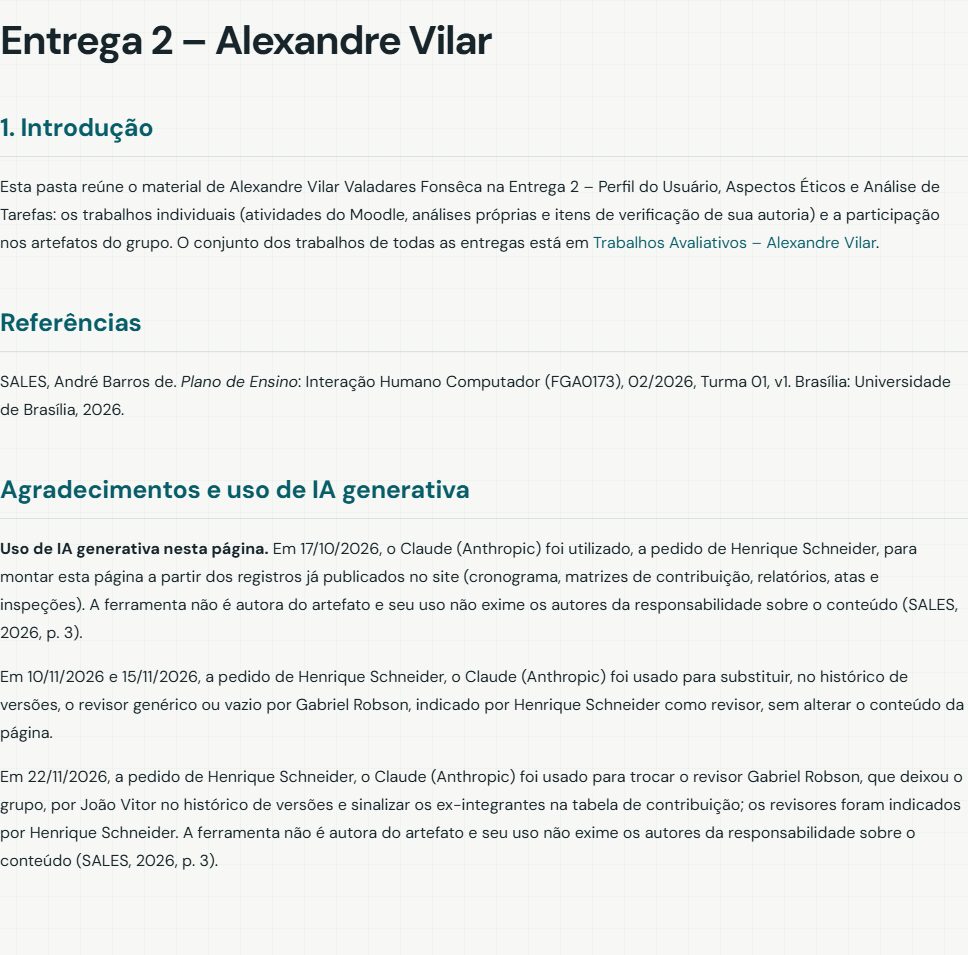 Entrega 2 – Alexandre Vilar
1. Introdução
Esta pasta reúne o material de Alexandre Vilar Valadares Fonsêca na Entrega 2 – Perfil do Usuário, Aspectos Éticos e Análise de
Tarefas: os trabalhos individuais (atividades do Moodle, análises próprias e itens de verificação de sua autoria) e a participação
nos artefatos do grupo. O conjunto dos trabalhos de todas as entregas está em Trabalhos Avaliativos – Alexandre Vilar.
Referências
SALES, André Barros de. Plano de Ensino: Interação Humano Computador (FGA0173), 02/2026, Turma 01, v1. Brasília: Universidade
de Brasília, 2026.
Agradecimentos e uso de IA generativa
Uso de IA generativa nesta página. Em 17/10/2026, o Claude (Anthropic) foi utilizado, a pedido de Henrique Schneider, para
montar esta página a partir dos registros já publicados no site (cronograma, matrizes de contribuição, relatórios, atas e
inspeções). A ferramenta não é autora do artefato e seu uso não exime os autores da responsabilidade sobre o conteúdo (SALES,
2026, p. 3).
Em 10/11/2026 e 15/11/2026, a pedido de Henrique Schneider, o Claude (Anthropic) foi usado para substituir, no histórico de
versões, o revisor genérico ou vazio por Gabriel Robson, indicado por Henrique Schneider como revisor, sem alterar o conteúdo da
página.
Em 22/11/2026, a pedido de Henrique Schneider, o Claude (Anthropic) foi usado para trocar o revisor Gabriel Robson, que deixou o
grupo, por João Vitor no histórico de versões e sinalizar os ex-integrantes na tabela de contribuição; os revisores foram indicados
por Henrique Schneider. A ferramenta não é autora do artefato e seu uso não exime os autores da responsabilidade sobre o
conteúdo (SALES, 2026, p. 3).